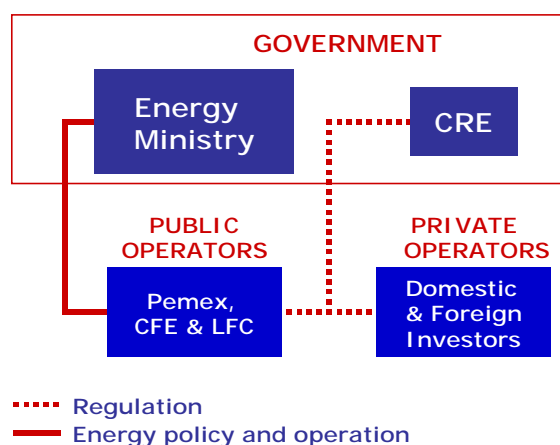 GOVERNMENT
Energy
Ministry
CRE
PUBLIC
OPERATORS
PRIVATE
OPERATORS
Pemex,
CFE & LFC
Domestic
& Foreign
Investors
Regulation
Energy policy and operation